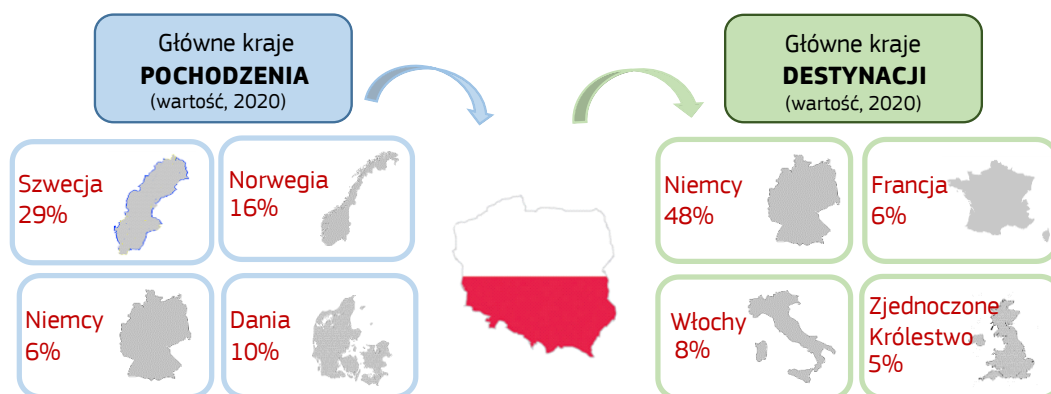 Główne kraje
POCHODZENIA
(wartość, 2020)
Główne kraje
DESTYNACJI
(wartość, 2020)
Szwecja
29%
Norwegia
16%
Niemcy
6%
Dania
10%
Niemcy
48%
Francja
6%
Włochy
8%
Zjednoczone
Królestwo
5%